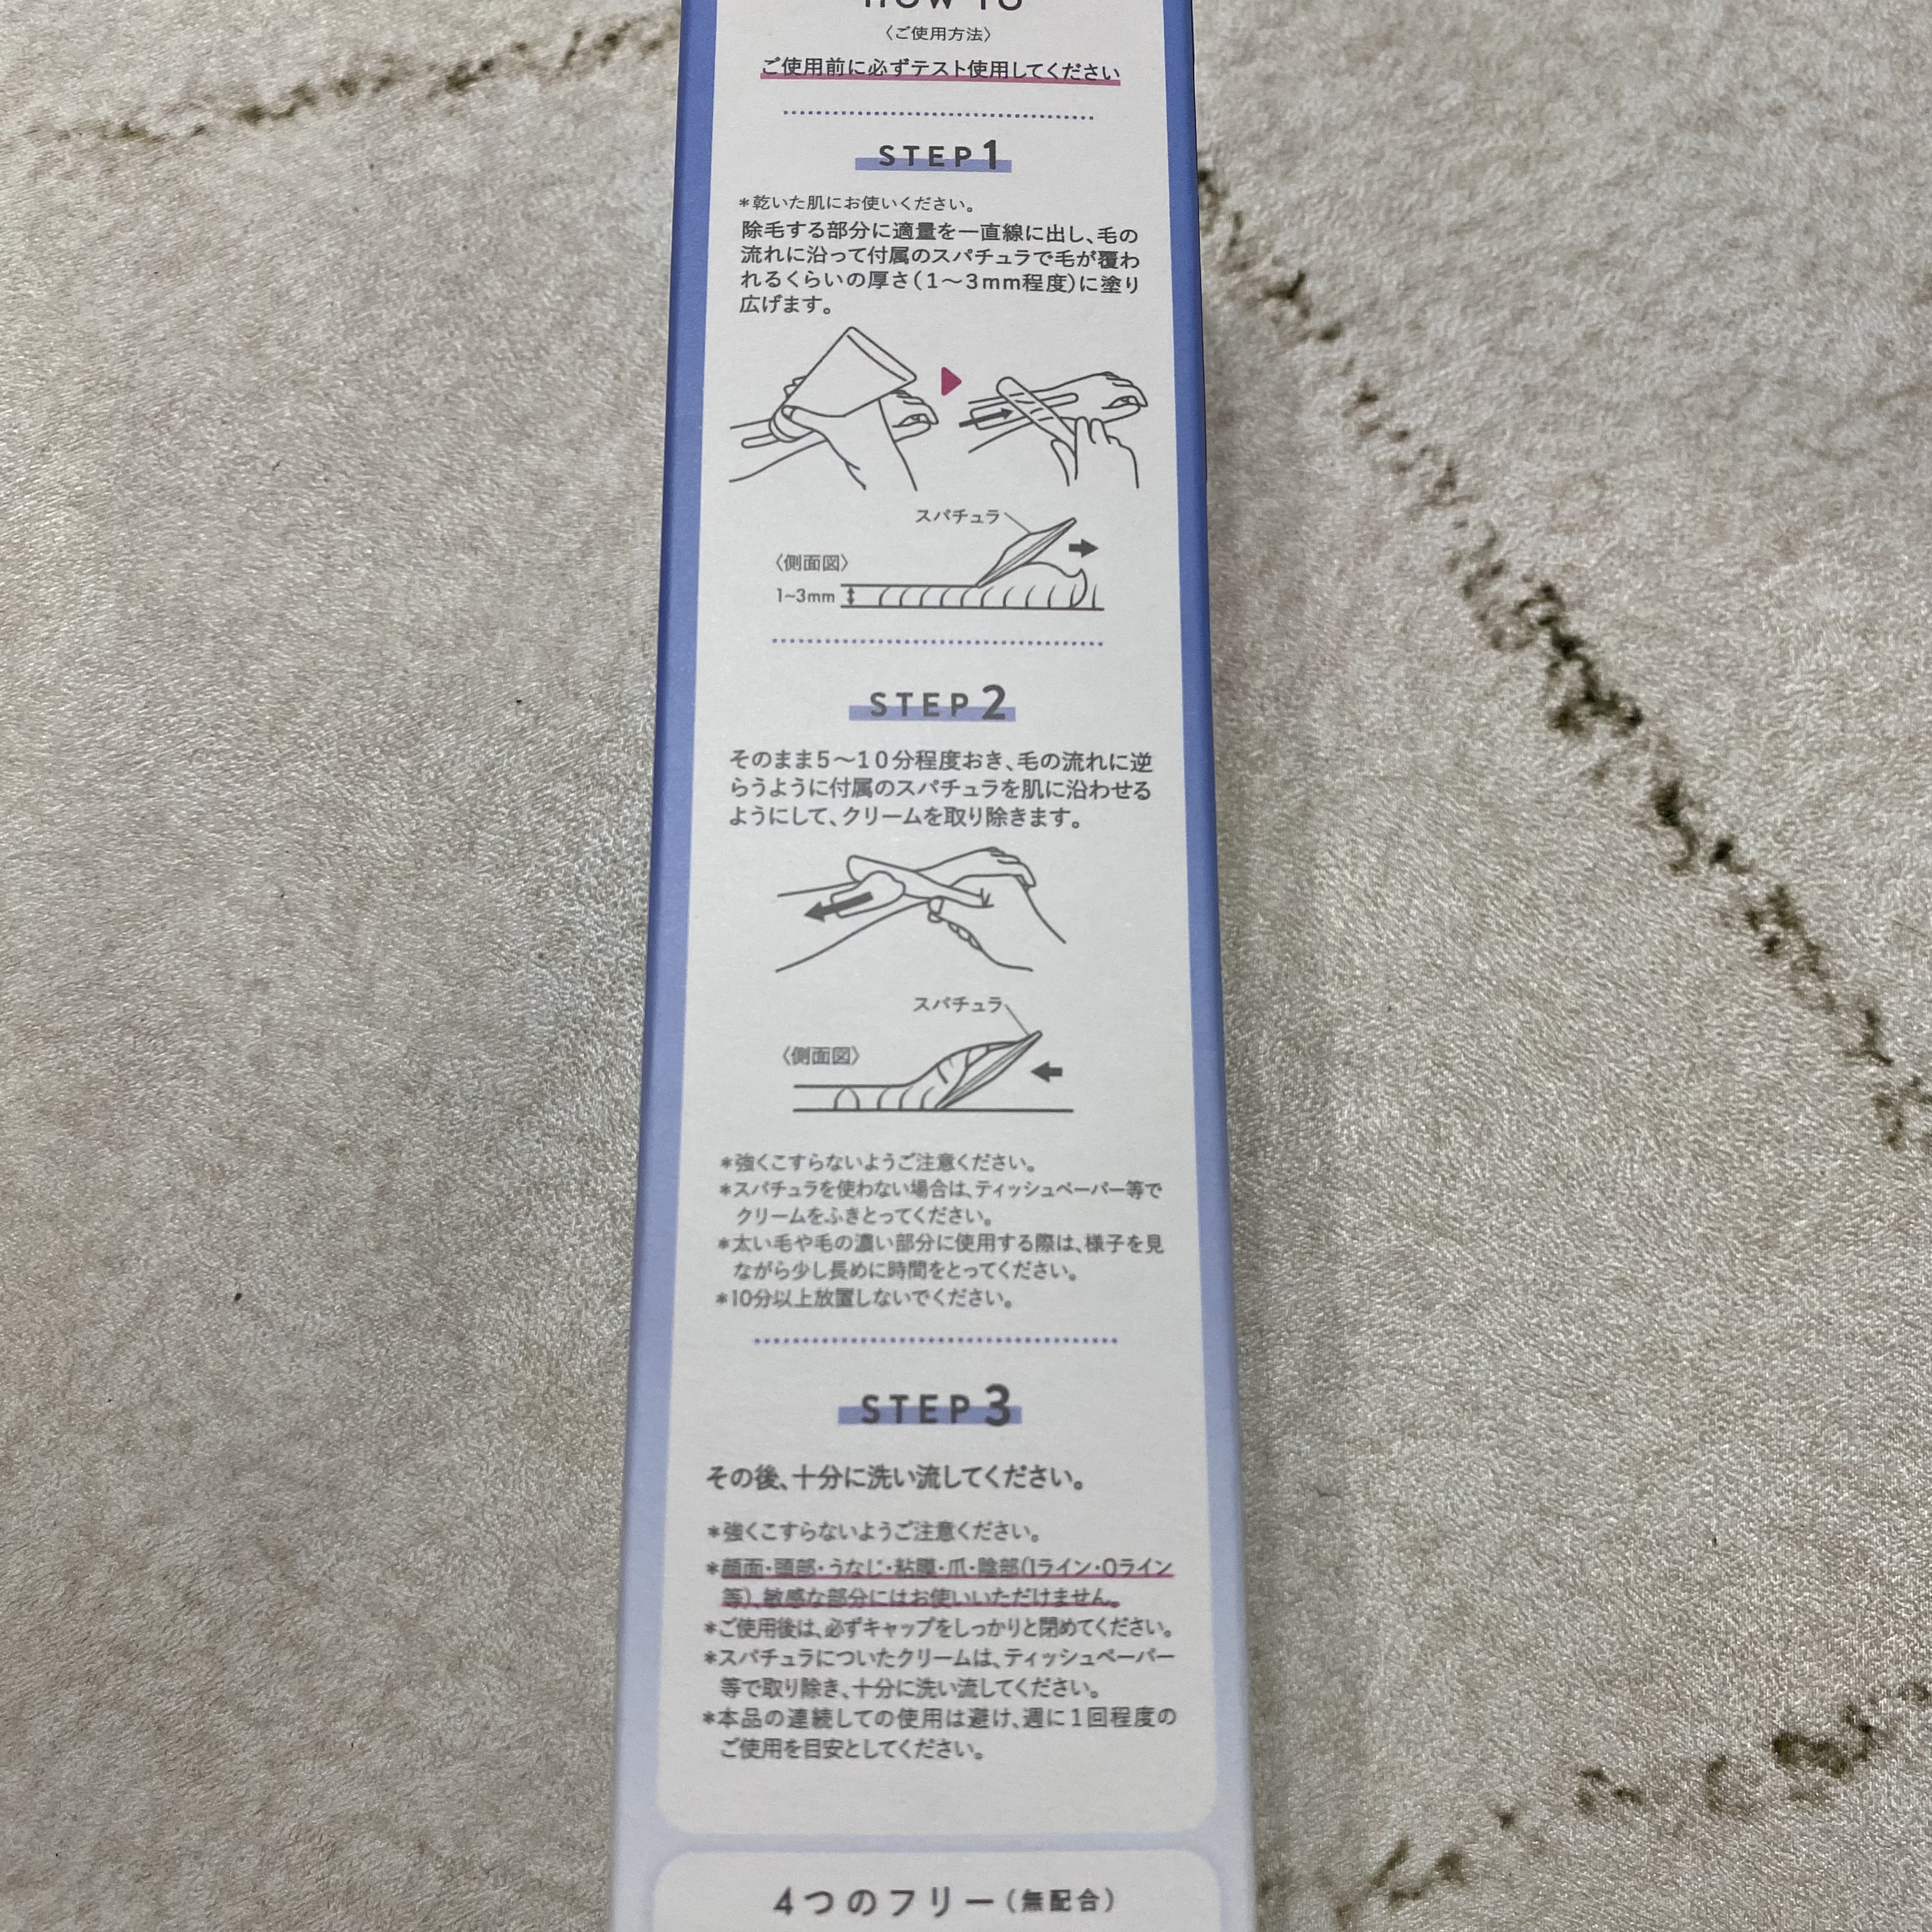 HOW TO
〈ご使用方法〉
ご使用前に必ずテスト使用してください
STEP1
*乾いた肌にお使いください。
除毛する部分に適量を一直線に出し、毛の
流れに沿って付属のスパチュラで毛が覆わ
れるくらいの厚さ(1〜3mm程度)に塗り
広げます。
スパチュラ
〈側面図〉
1~3mm
STEP2
そのまま5〜10分程度おき、毛の流れに逆
らうように付属のスパチュラを肌に沿わせる
ようにして、クリームを取り除きます。
スパチュラ
〈側面図〉
*強くこすらないようご注意ください。
*スパチュラを使わない場合は、ティッシュペーパー等で
クリームをふきとってください。
*太い毛や毛の濃い部分に使用する際は、様子を見
ながら少し長めに時間をとってください。
*10分以上放置しないでください。
STEP3
その後、十分に洗い流してください。
*強くこすらないようご注意ください。
*顔面・頭部・うなじ・粘膜・爪・陰部(Iライン・Oライン
等)、敏感な部分にはお使いいただけません。
*ご使用後は、必ずキャップをしっかりと閉めてください。
*スパチュラについたクリームは、ティッシュペーパー
等で取り除き、十分に洗い流してください。
*本品の連続しての使用は避け、週に1回程度の
ご使用を目安としてください。
4つのフリー(無配合)